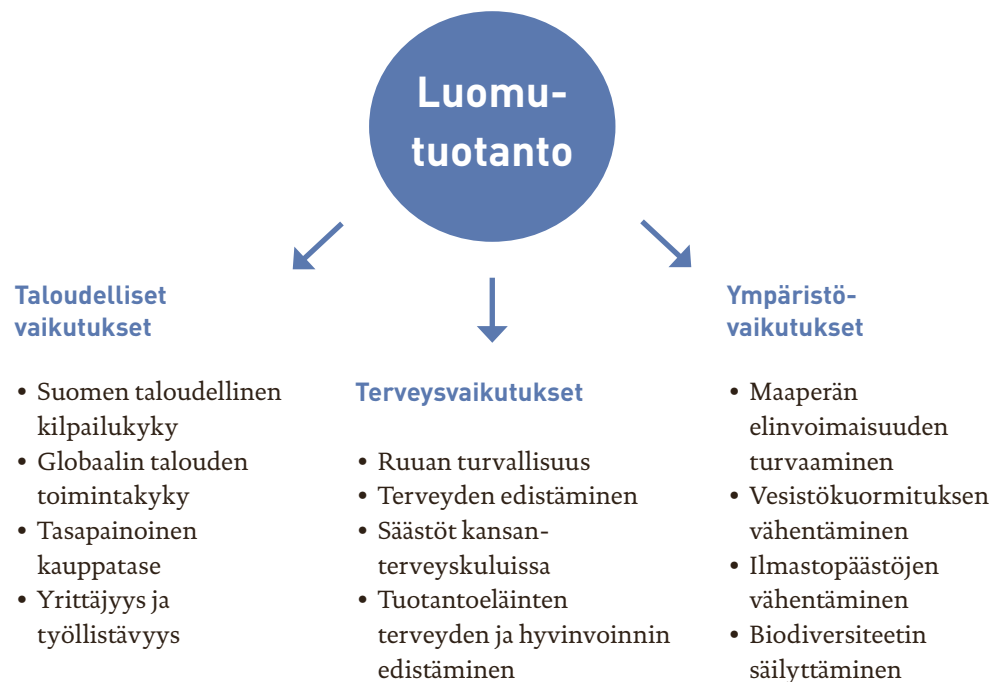 Luomu-
tuotanto
Taloudelliset
vaikutukset
• Suomen taloudellinen
kilpailukyky
• Globaalin talouden
toimintakyky
• Tasapainoinen
kauppatase
• Yrittäjyys ja
työllistävyys
Terveysvaikutukset
• Ruuan turvallisuus
• Terveyden edistäminen
• Säästöt kansan-
terveyskuluissa
• Tuotantoeläinten
terveyden ja hyvinvoinnin
edistäminen
Ympäristö-
vaikutukset
• Maaperän
elinvoimaisuuden
turvaaminen
• Vesistökuormituksen
vähentäminen
• Ilmastopäästöjen
vähentäminen
• Biodiversiteetin
säilyttäminen